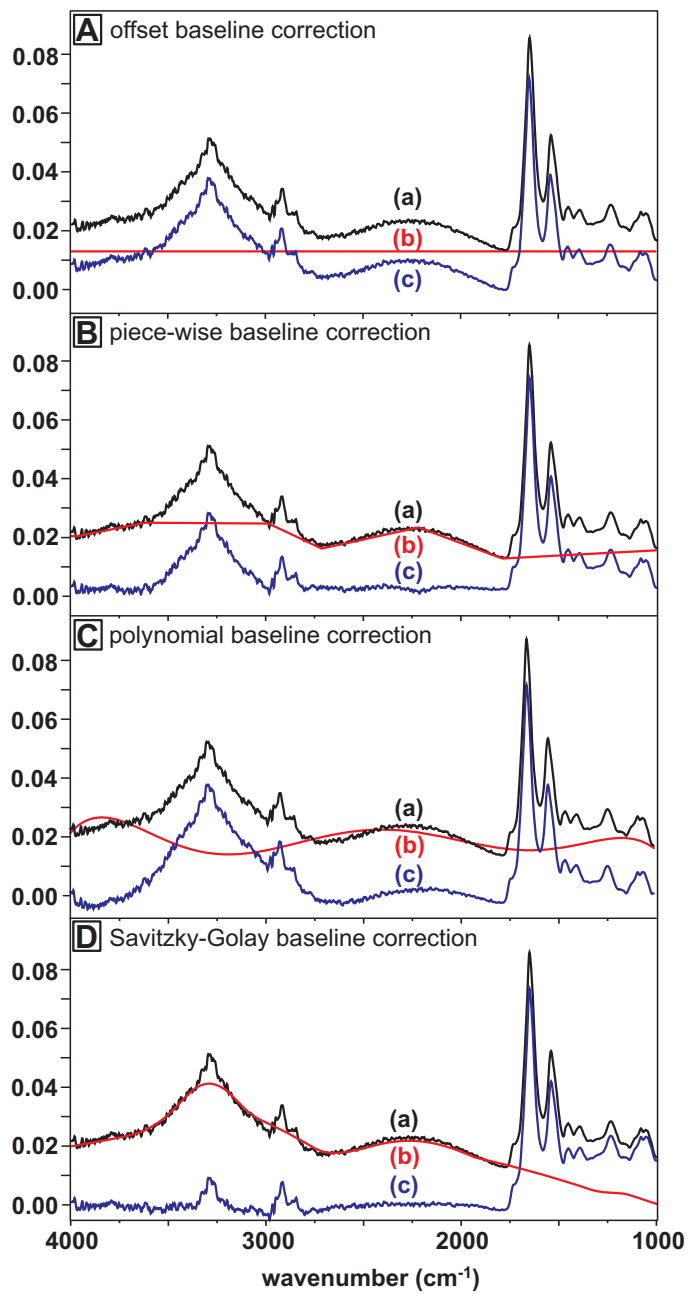 A offset baseline correction
0.08
0.06
0.04
0.02
0.00
(a)
(b)
(c)
B piece-wise baseline correction
0.08
0.06
0.04
0.02
0.00
(a)
(b)
(c)
C polynomial baseline correction
0.08
0.06
0.04
0.02
0.00
(a)
(b)
(c)
D Savitzky-Golay baseline correction
0.08
0.06
0.04
0.02
0.00
(a)
(b)
(c)
4000 3000 2000 1000
wavenumber (cm⁻¹)